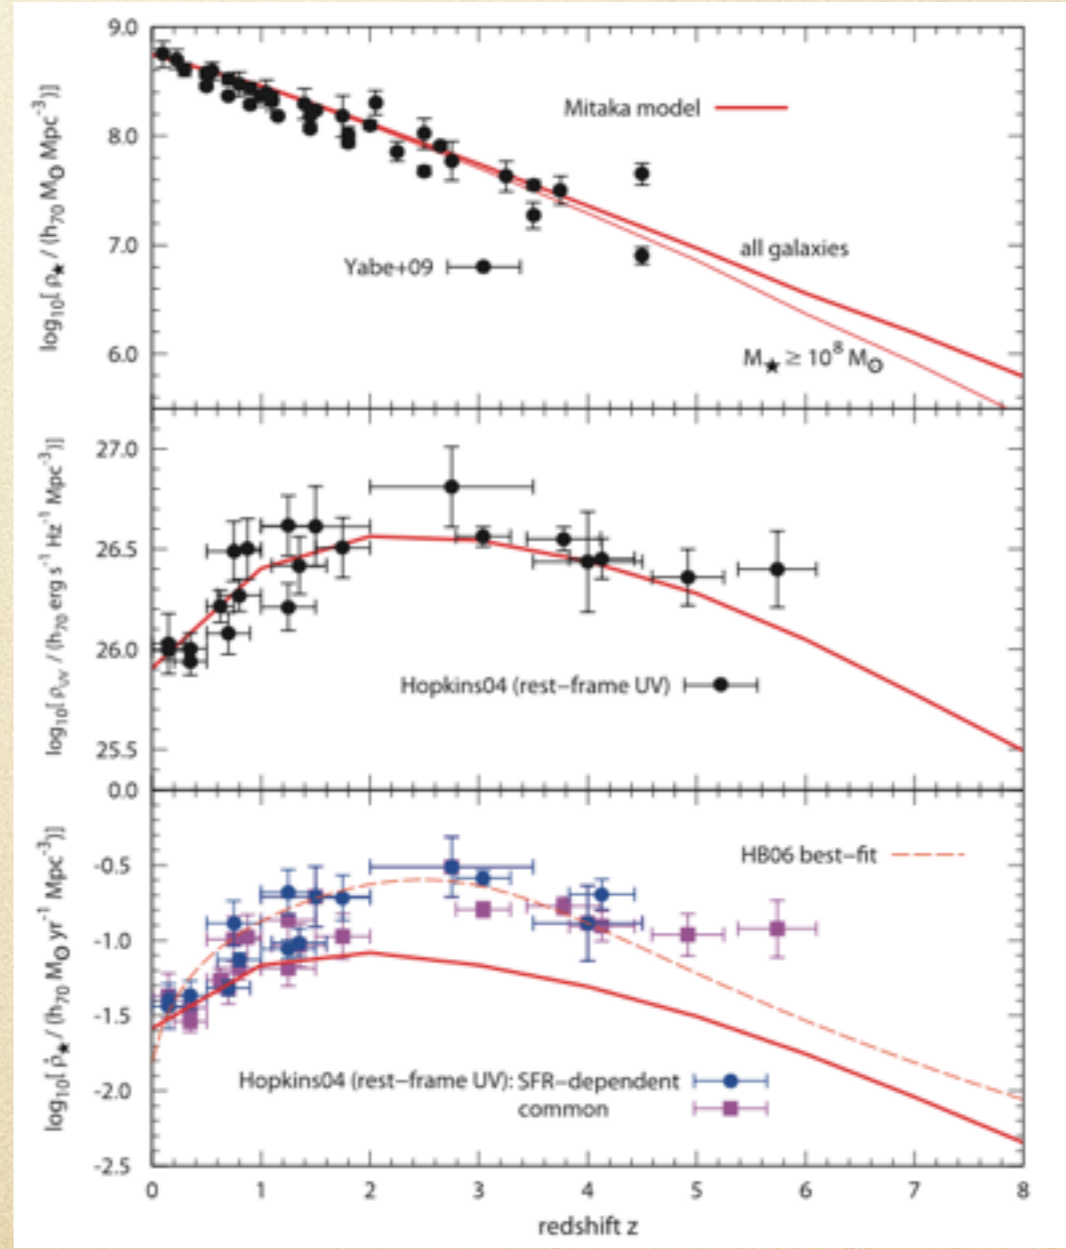 9.0
8.0
7.0
6.0
log₁₀[ ρ★ / (h₇₀ M⊙ Mpc⁻³)]
Mitaka model
all galaxies
Yabe+09
M★ ≥ 10⁸ M⊙
27.0
26.5
26.0
25.5
log₁₀[ ρUV / (h₇₀ erg s⁻¹ Hz⁻¹ Mpc⁻³)]
Hopkins04 (rest−frame UV)
0.0
-0.5
-1.0
-1.5
-2.0
-2.5
log₁₀[ ρ̇★ / (h₇₀ M⊙ yr⁻¹ Mpc⁻³)]
HB06 best−fit
Hopkins04 (rest−frame UV): SFR−dependent
common
0 1 2 3 4 5 6 7 8
redshift z